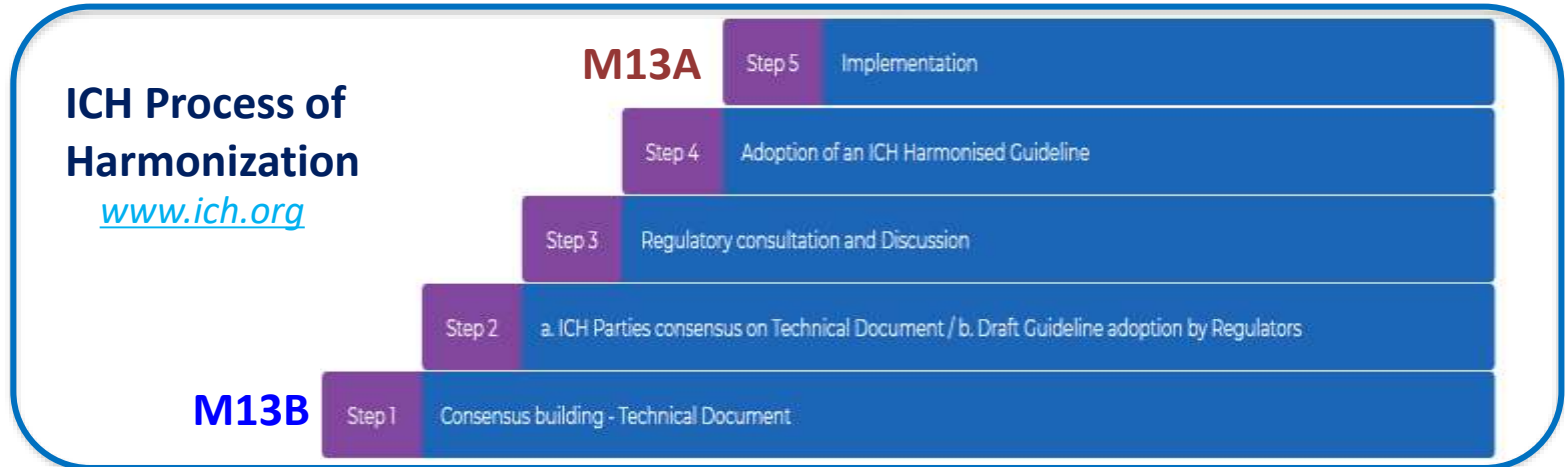 ICH Process of
Harmonization
www.ich.org
M13A
Step 5 Implementation
Step 4 Adoption of an ICH Harmonised Guideline
Step 3 Regulatory consultation and Discussion
Step 2 a. ICH Parties consensus on Technical Document / b. Draft Guideline adoption by Regulators
M13B
Step 1 Consensus building - Technical Document